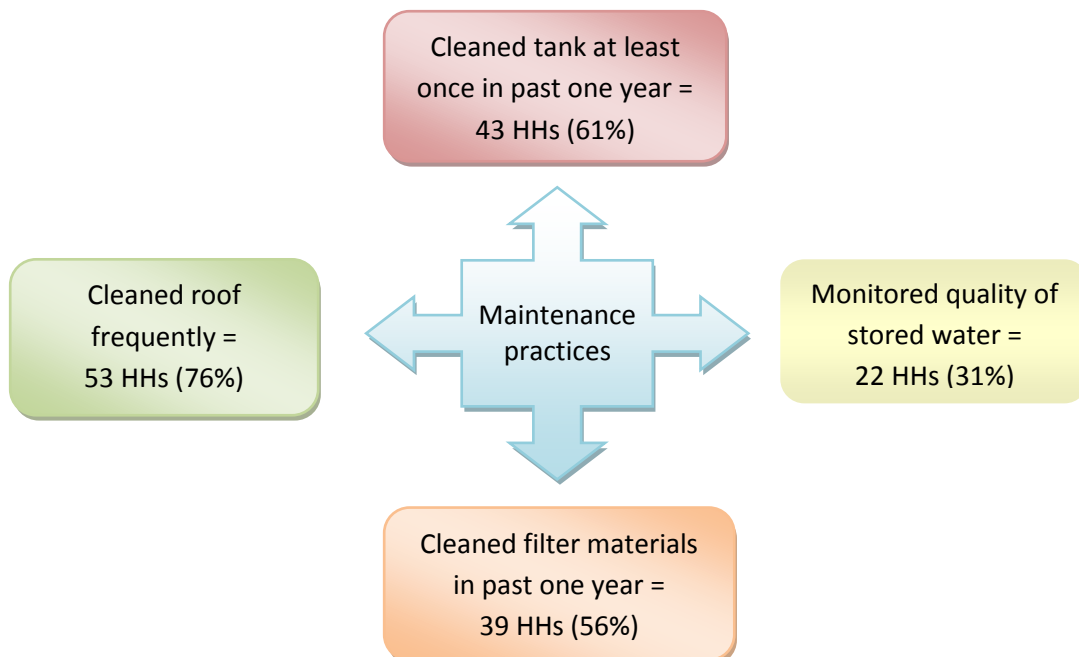 Cleaned tank at least
once in past one year =
43 HHs (61%)
Cleaned roof
frequently =
53 HHs (76%)
Maintenance
practices
Monitored quality of
stored water =
22 HHs (31%)
Cleaned filter materials
in past one year =
39 HHs (56%)